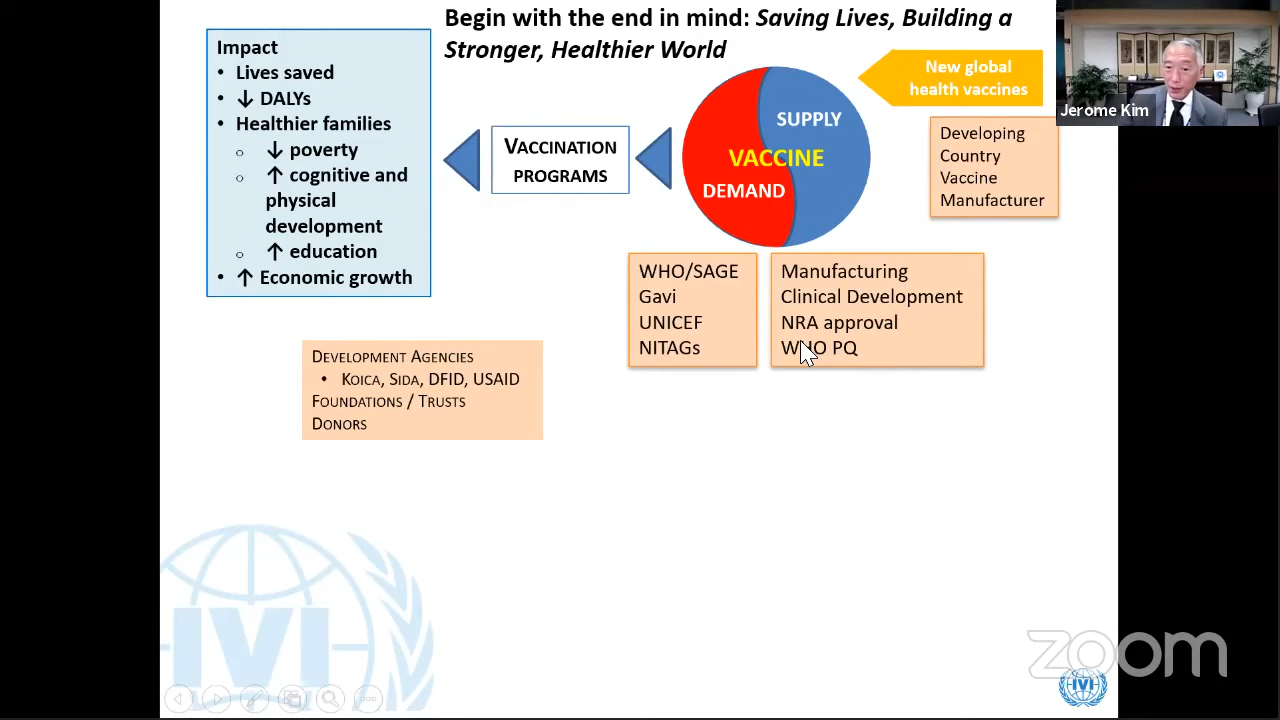 Begin with the end in mind: Saving Lives, Building a
Stronger, Healthier World
Impact
• Lives saved
• ↓ DALYs
• Healthier families
○ ↓ poverty
○ ↑ cognitive and
physical
development
○ ↑ education
• ↑ Economic growth
VACCINATION
PROGRAMS
SUPPLY
VACCINE
DEMAND
New global
health vaccines
Jerome Kim
Developing
Country
Vaccine
Manufacturer
WHO/SAGE
Gavi
UNICEF
NITAGs
Manufacturing
Clinical Development
NRA approval
WHO PQ
DEVELOPMENT AGENCIES
• KOICA, SIDA, DFID, USAID
FOUNDATIONS / TRUSTS
DONORS
IVI
zoom
IVI